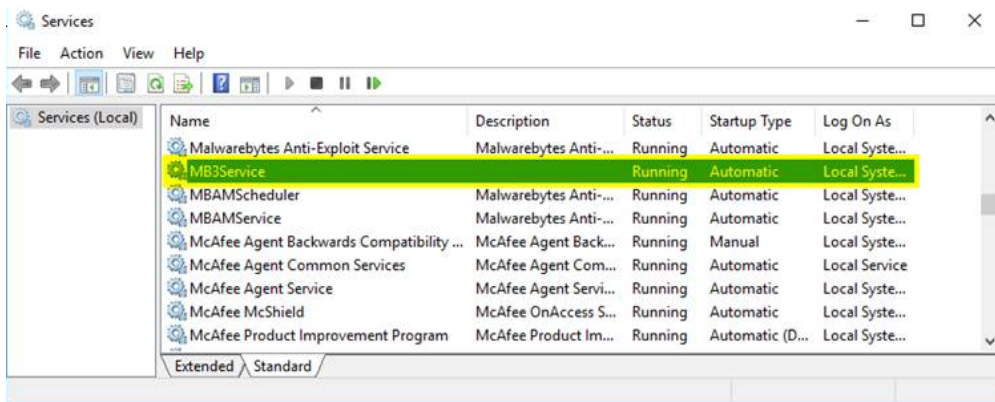 Services
File Action View Help
Services (Local)
Name Description Status Startup Type Log On As
Malwarebytes Anti-Exploit Service Malwarebytes Anti-... Running Automatic Local Syste...
MB3Service Running Automatic Local Syste...
MBAMScheduler Malwarebytes Anti-... Running Automatic Local Syste...
MBAMService Malwarebytes Anti-... Running Automatic Local Syste...
McAfee Agent Backwards Compatibility ... McAfee Agent Back... Running Manual Local Syste...
McAfee Agent Common Services McAfee Agent Com... Running Automatic Local Service
McAfee Agent Service McAfee Agent Servi... Running Automatic Local Syste...
McAfee McShield McAfee OnAccess S... Running Automatic Local Syste...
McAfee Product Improvement Program McAfee Product Im... Running Automatic (D... Local Syste...
Extended Standard